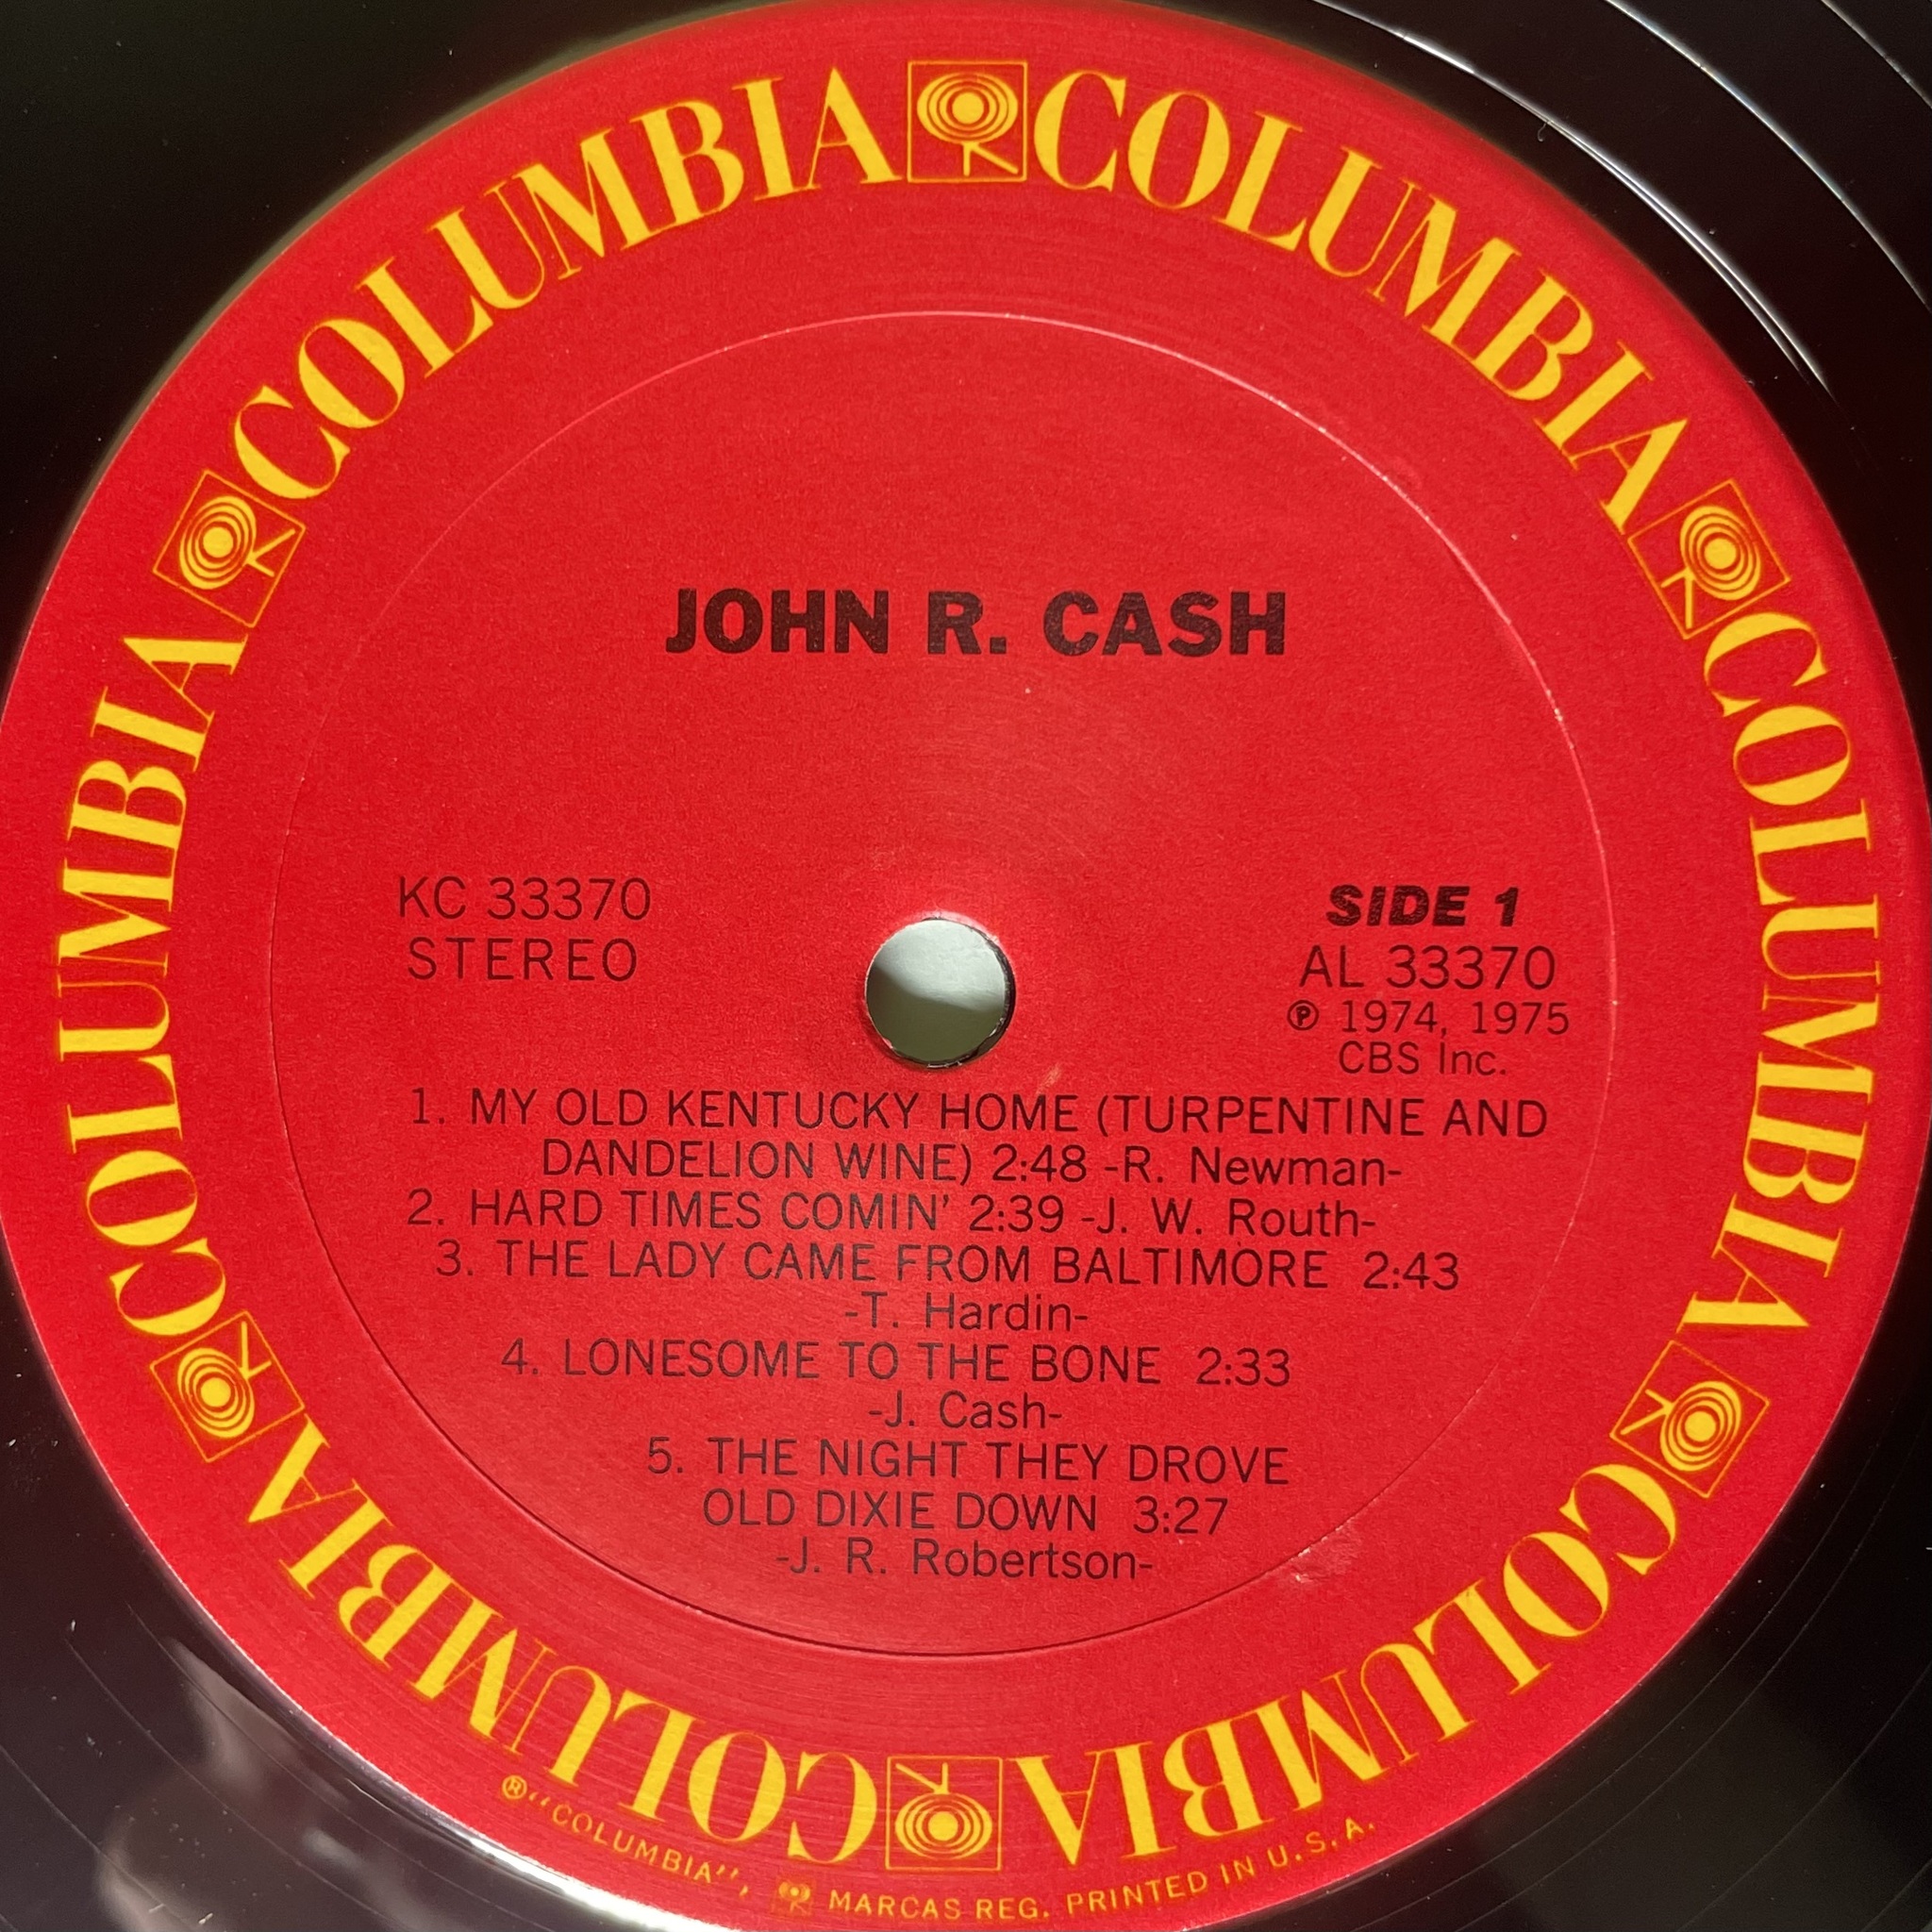 COLUMBIA COLUMBIA COLUMBIA COLUMBIA COLUMBIA COLUMBIA
JOHN R. CASH
KC 33370
STEREO
SIDE 1
AL 33370
℗ 1974, 1975
CBS Inc.
1. MY OLD KENTUCKY HOME (TURPENTINE AND
DANDELION WINE) 2:48 -R. Newman-
2. HARD TIMES COMIN' 2:39 -J. W. Routh-
3. THE LADY CAME FROM BALTIMORE 2:43
-T. Hardin-
4. LONESOME TO THE BONE 2:33
-J. Cash-
5. THE NIGHT THEY DROVE
OLD DIXIE DOWN 3:27
-J. R. Robertson-
® "COLUMBIA", MARCAS REG. PRINTED IN U.S.A.